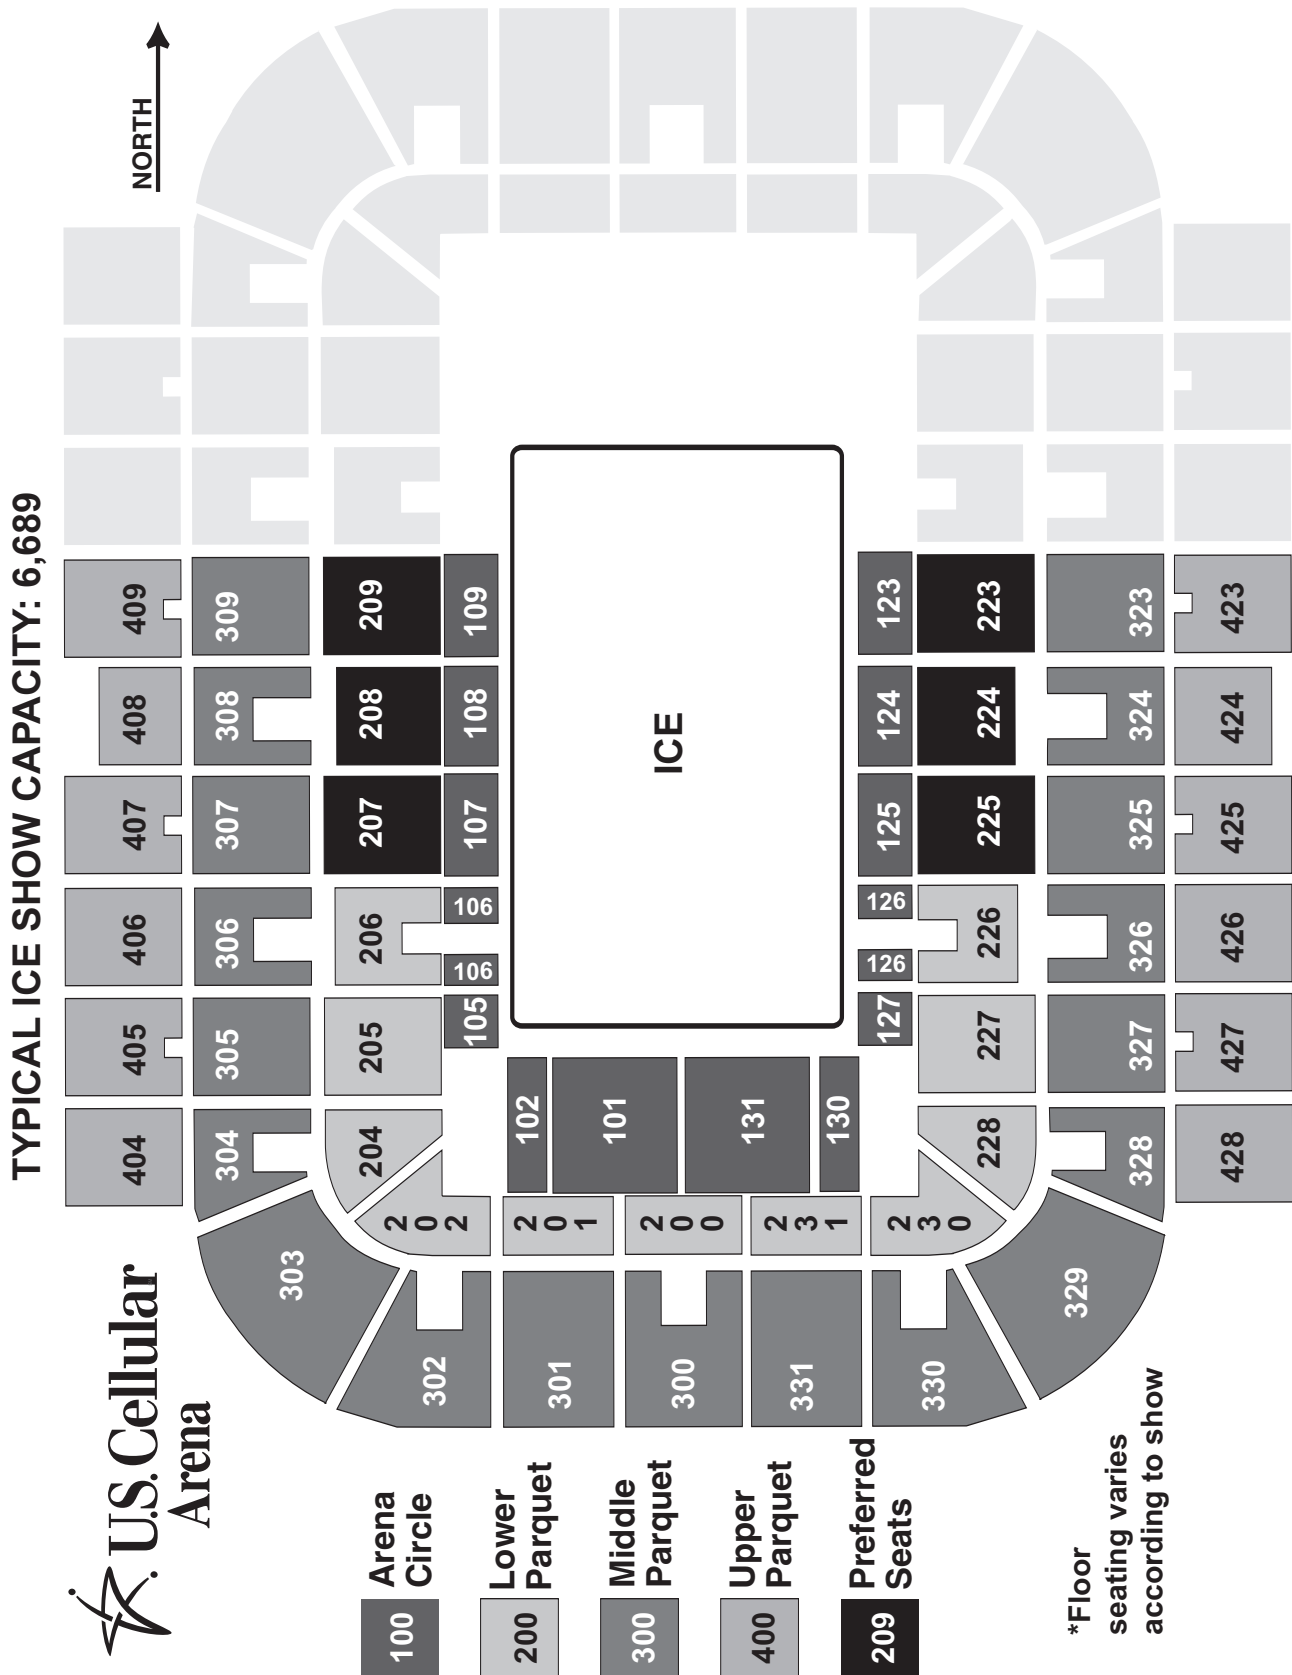 TYPICAL ICE SHOW CAPACITY: 6,689
U.S. Cellular
Arena
NORTH
404 405 406 407 408 409
304 305 306 307 308 309
303
204 205 206 207 208 209
302
202
105 106 106 107 108 109
102
301
201
101
ICE
300
200
131
331
231
130
330
230
127 126 126 125 124 123
228 227 226 225 224 223
329
328 327 326 325 324 323
428 427 426 425 424 423
100
Arena
Circle
200
Lower
Parquet
300
Middle
Parquet
400
Upper
Parquet
209
Preferred
Seats
*Floor
seating varies
according to show